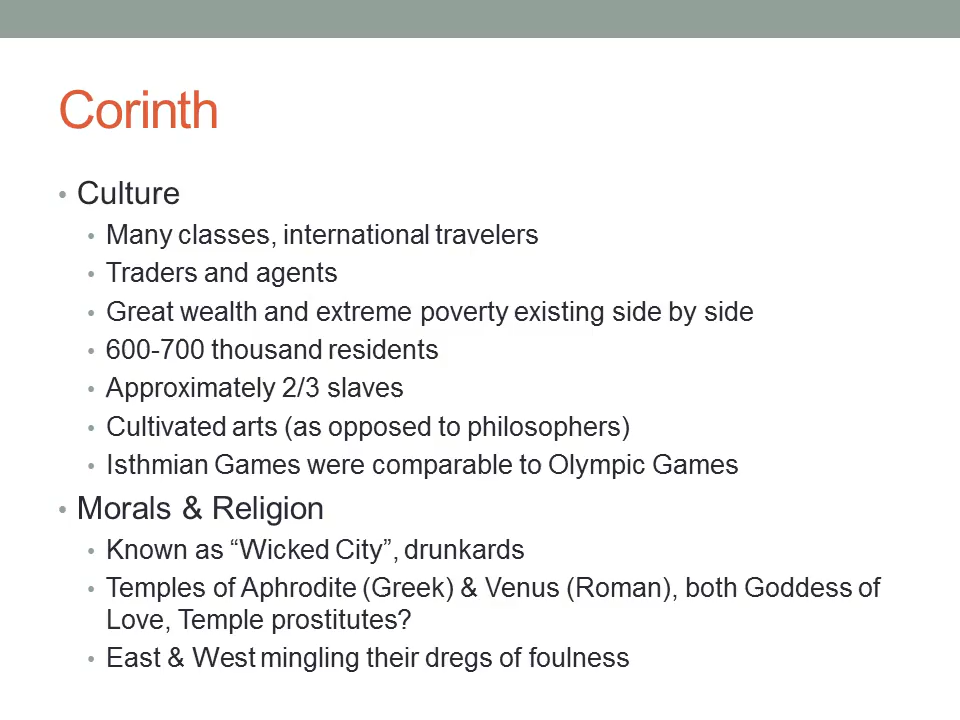 Corinth
• Culture
• Many classes, international travelers
• Traders and agents
• Great wealth and extreme poverty existing side by side
• 600-700 thousand residents
• Approximately 2/3 slaves
• Cultivated arts (as opposed to philosophers)
• Isthmian Games were comparable to Olympic Games
• Morals & Religion
• Known as “Wicked City”, drunkards
• Temples of Aphrodite (Greek) & Venus (Roman), both Goddess of
Love, Temple prostitutes?
• East & West mingling their dregs of foulness